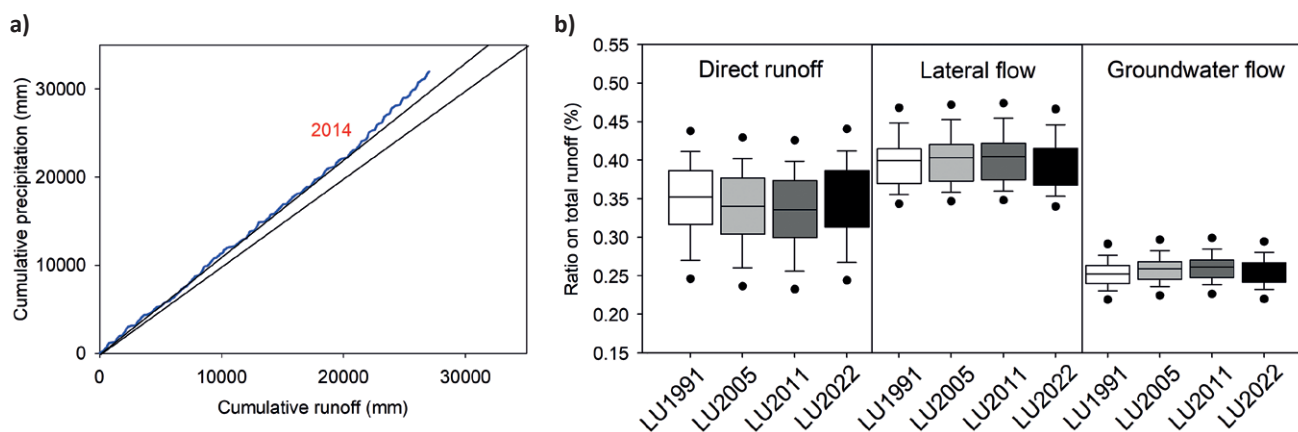 a)
Cumulative precipitation (mm)
30000
20000
10000
0
2014
0 10000 20000 30000
Cumulative runoff (mm)
b)
Ratio on total runoff (%)
0.55
0.50
0.45
0.40
0.35
0.30
0.25
0.20
0.15
Direct runoff Lateral flow Groundwater flow
LU1991 LU2005 LU2011 LU2022 LU1991 LU2005 LU2011 LU2022 LU1991 LU2005 LU2011 LU2022